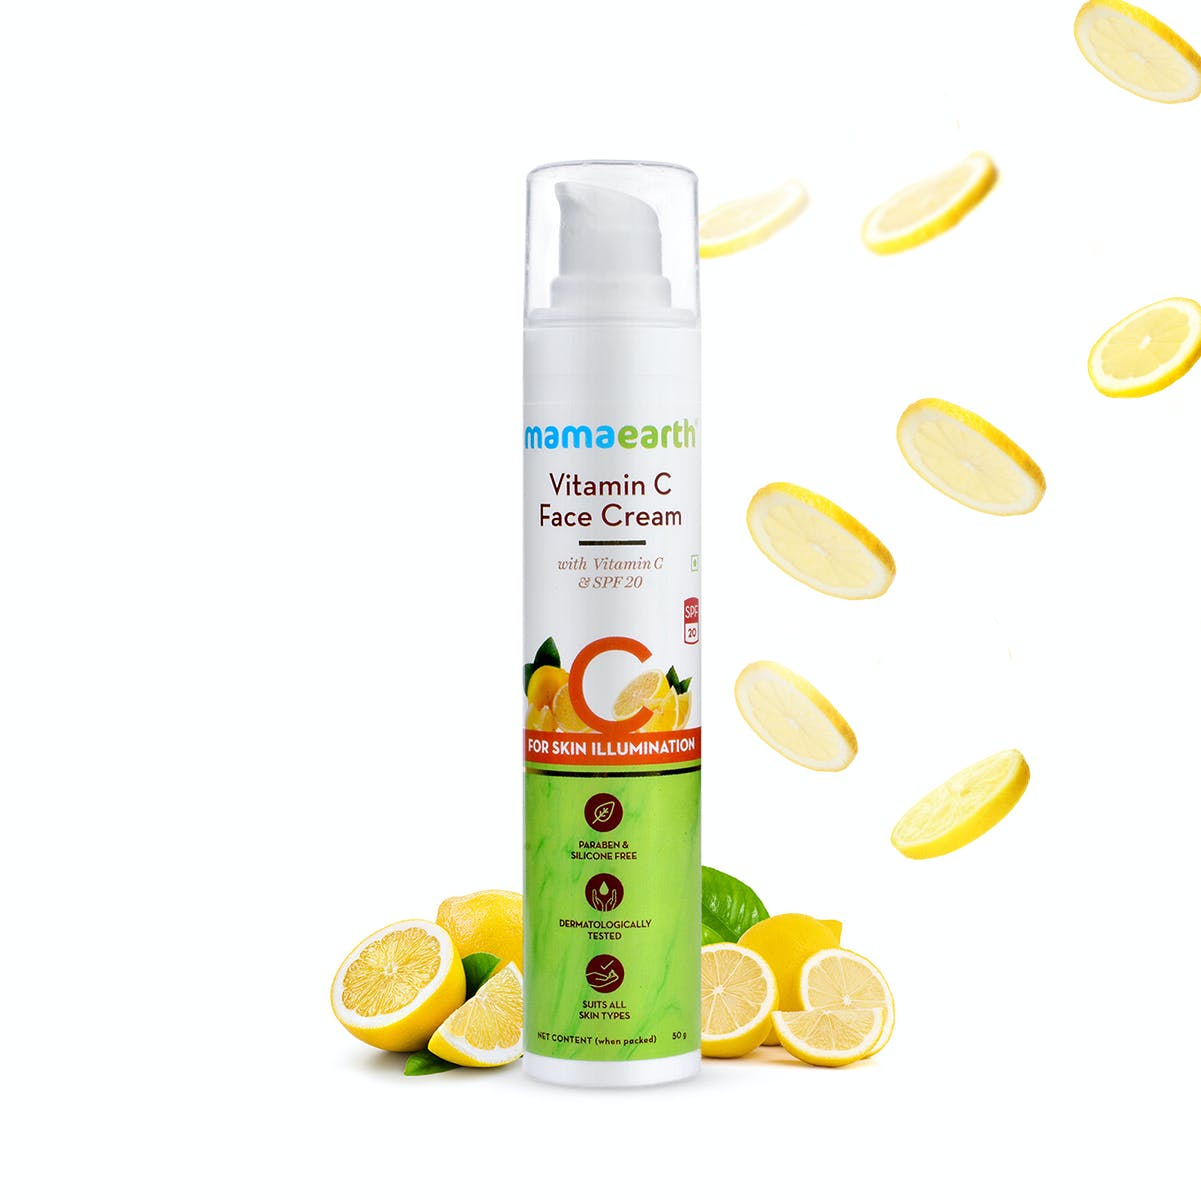 mamaearth®
Vitamin C
Face Cream
with Vitamin C
& SPF 20
SPF
20
C
FOR SKIN ILLUMINATION
PARABEN &
SILICONE FREE
DERMATOLOGICALLY
TESTED
SUITS ALL
SKIN TYPES
NET CONTENT (when packed) 50 g